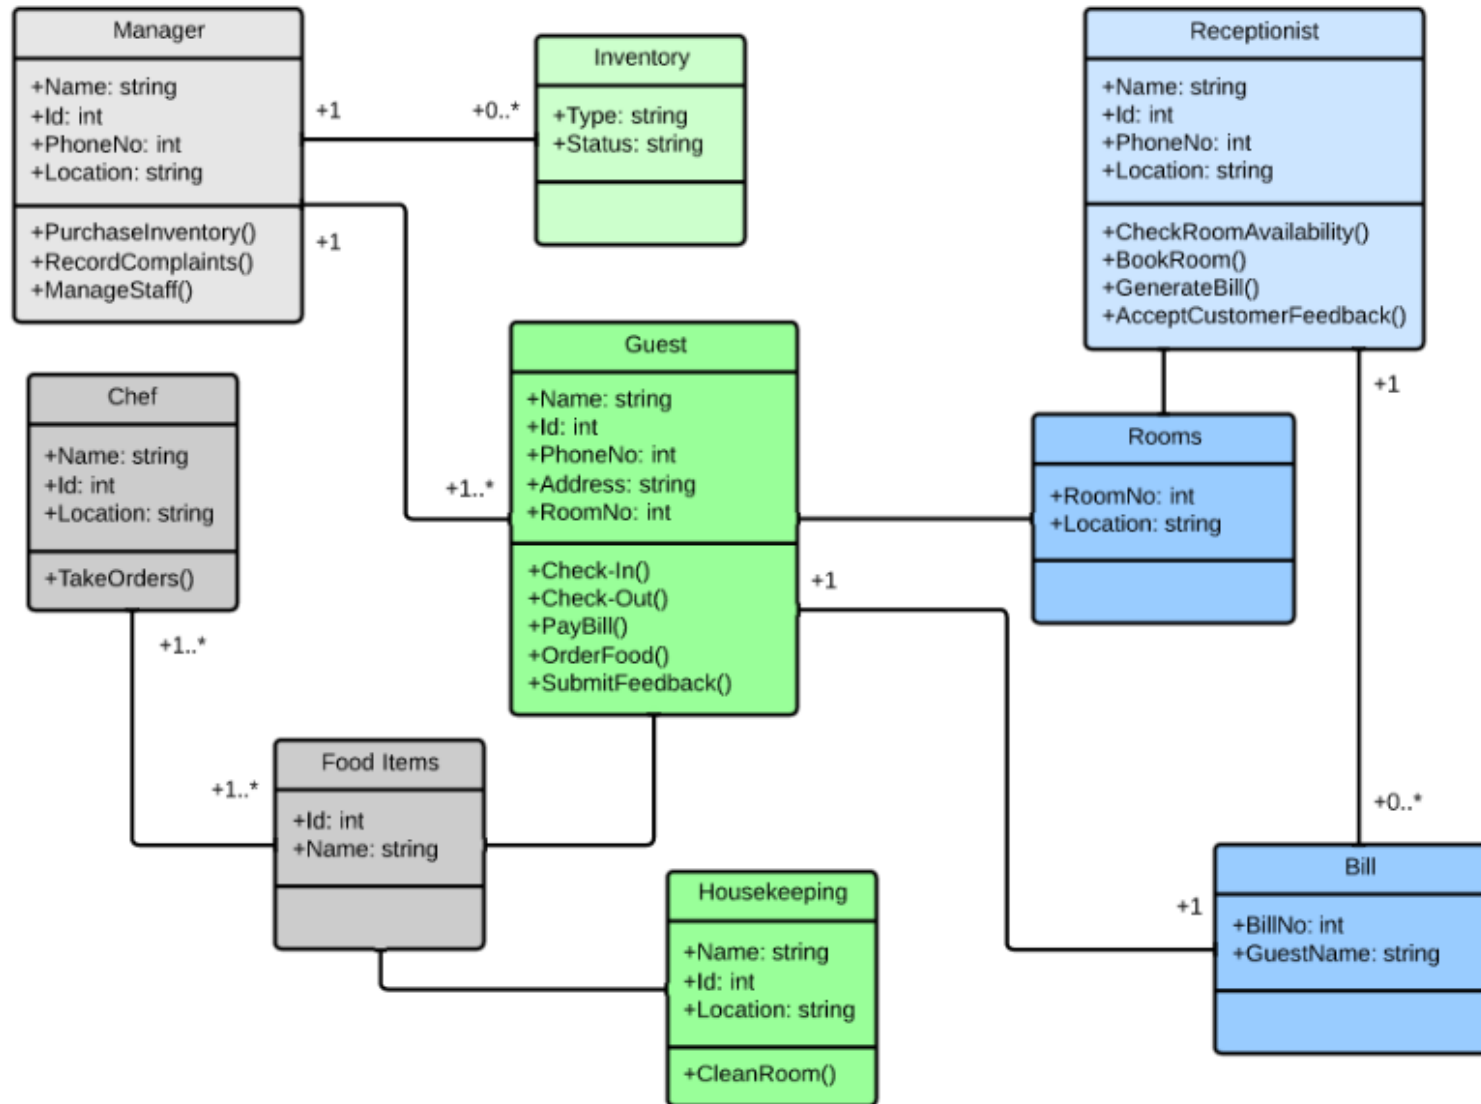 Manager
+Name: string
+Id: int
+PhoneNo: int
+Location: string
+PurchaseInventory()
+RecordComplaints()
+ManageStaff()
+1
+0..*
+1
Inventory
+Type: string
+Status: string
Receptionist
+Name: string
+Id: int
+PhoneNo: int
+Location: string
+CheckRoomAvailability()
+BookRoom()
+GenerateBill()
+AcceptCustomerFeedback()
+1
Chef
+Name: string
+Id: int
+Location: string
+TakeOrders()
+1..*
+1..*
Guest
+Name: string
+Id: int
+PhoneNo: int
+Address: string
+RoomNo: int
+Check-In()
+Check-Out()
+PayBill()
+OrderFood()
+SubmitFeedback()
+1
Rooms
+RoomNo: int
+Location: string
+1..*
Food Items
+Id: int
+Name: string
Housekeeping
+Name: string
+Id: int
+Location: string
+CleanRoom()
+0..*
+1
Bill
+BillNo: int
+GuestName: string